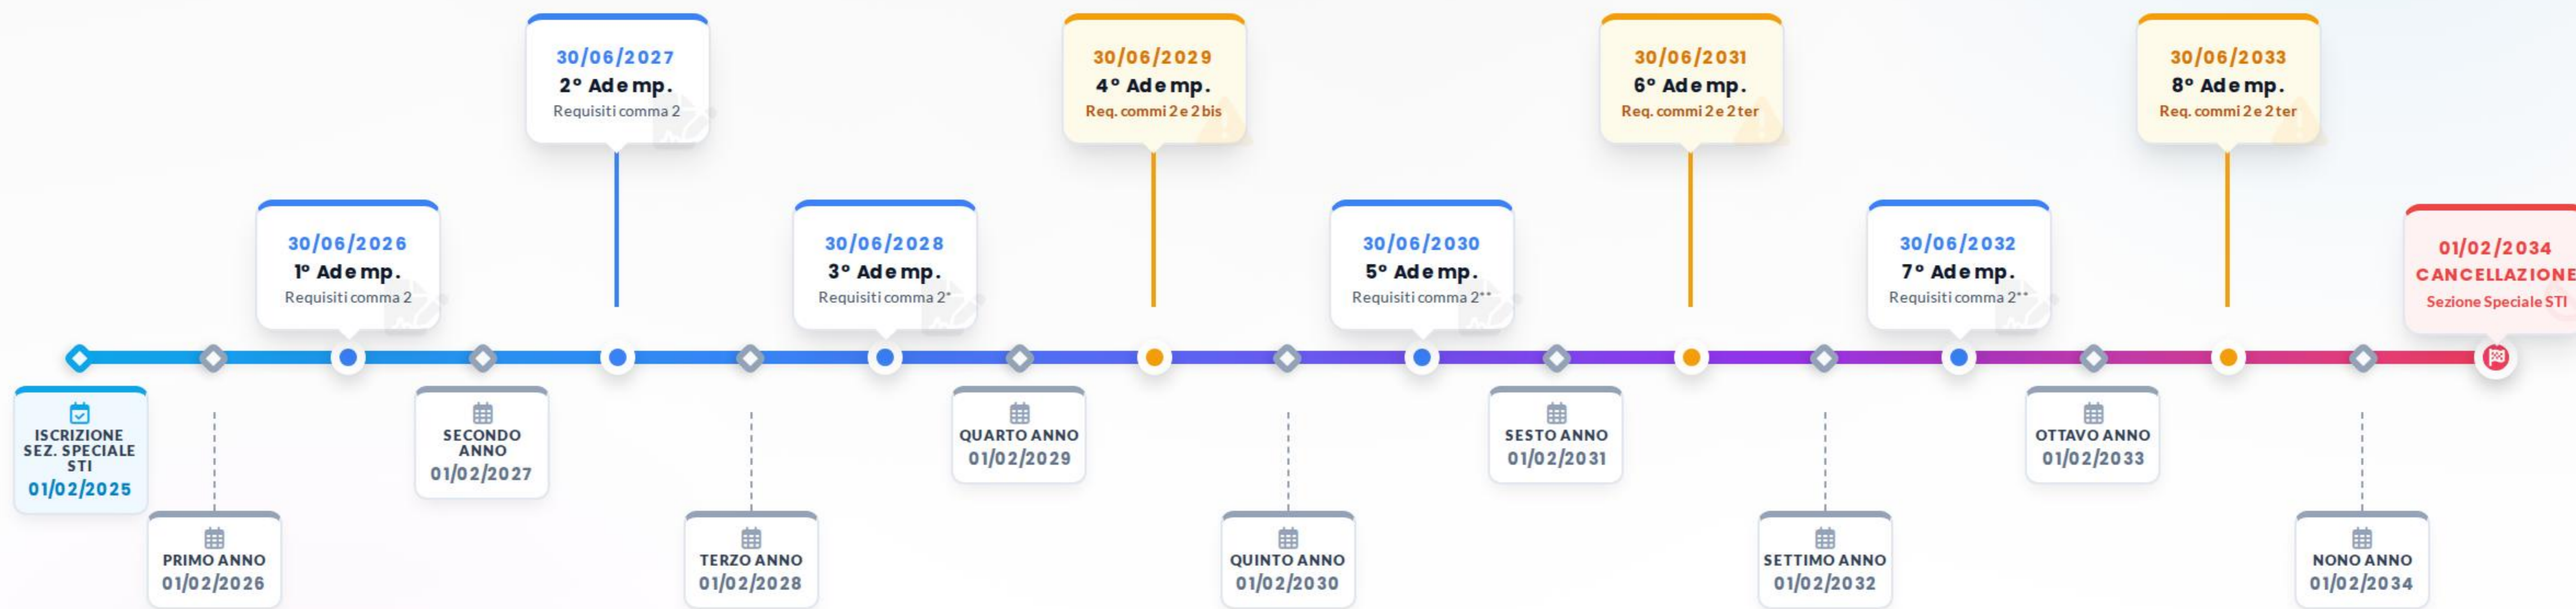 30/06/2027
2° Ademp.
Requisiti comma 2
30/06/2029
4° Ademp.
Req. commi 2 e 2 bis
30/06/2031
6° Ademp.
Req. commi 2 e 2 ter
30/06/2033
8° Ademp.
Req. commi 2 e 2 ter
30/06/2026
1° Ademp.
Requisiti comma 2
30/06/2028
3° Ademp.
Requisiti comma 2*
30/06/2030
5° Ademp.
Requisiti comma 2**
30/06/2032
7° Ademp.
Requisiti comma 2**
01/02/2034
CANCELLAZIONE
Sezione Speciale STI
ISCRIZIONE
SEZ. SPECIALE
STI
01/02/2025
SECONDO
ANNO
01/02/2027
QUARTO ANNO
01/02/2029
SESTO ANNO
01/02/2031
OTTAVO ANNO
01/02/2033
PRIMO ANNO
01/02/2026
TERZO ANNO
01/02/2028
QUINTO ANNO
01/02/2030
SETTIMO ANNO
01/02/2032
NONO ANNO
01/02/2034